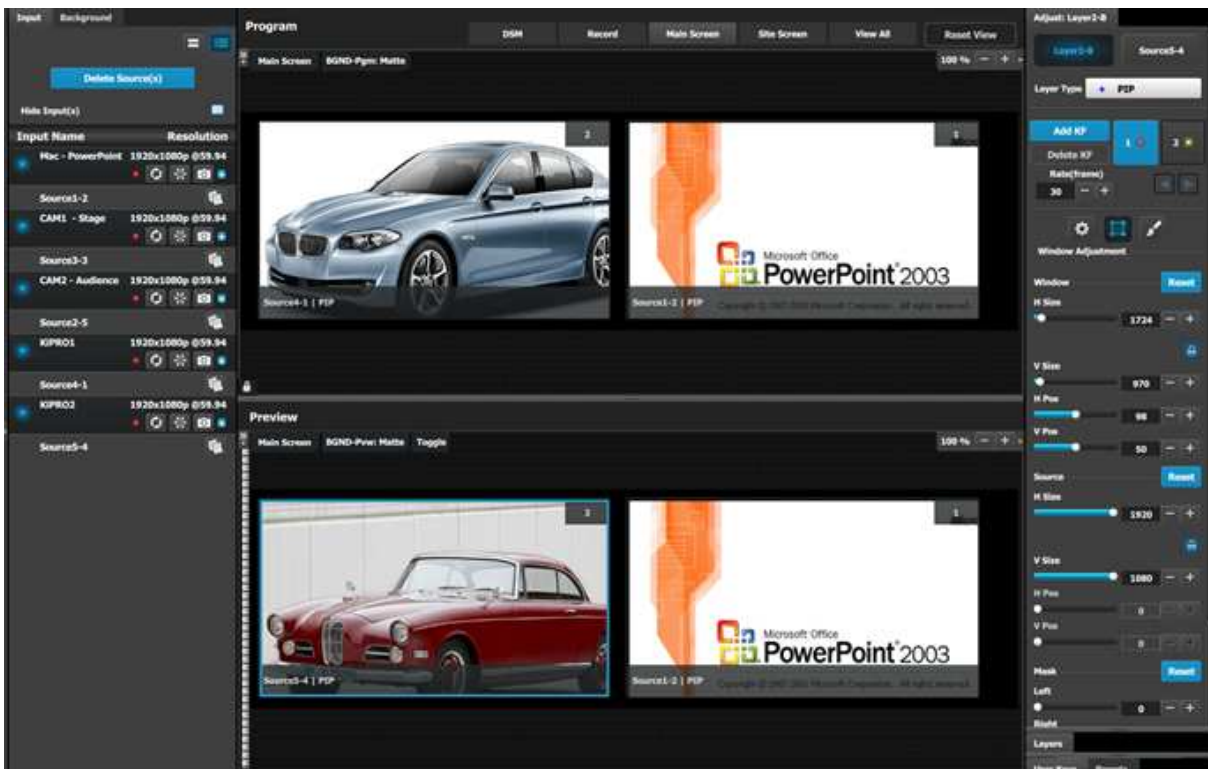 Input Background
Delete Source(s)
Hide Input(s)
Input Name Resolution
Mac - PowerPoint 1920x1080p @59.94
Source1-2
CAM1 - Stage 1920x1080p @59.94
Source3-3
CAM2 - Audience 1920x1080p @59.94
Source2-5
KIPRO1 1920x1080p @59.94
Source4-1
KIPRO2 1920x1080p @59.94
Source5-4
Program
DSM Record Main Screen Site Screen View All Reset View
Main Screen BGND-Pgm: Matte 100 %
2
Source4-1 | PIP
1
Microsoft Office
PowerPoint 2003
Source1-2 | PIP
Preview
Main Screen BGND-Pvw: Matte Toggle 100 %
Source5-4 | PIP
1
Microsoft Office
PowerPoint 2003
Source1-2 | PIP
Source5-4
Layer Type PIP
Add KF
Delete KF
1
Rate(frame)
30
Window Adjustment
Window Reset
H Size
1724
V Size
970
H Pos
98
V Pos
50
Source Reset
H Size
1920
V Size
1080
H Pos
0
V Pos
0
Mask Reset
Left
0
Right
Layers